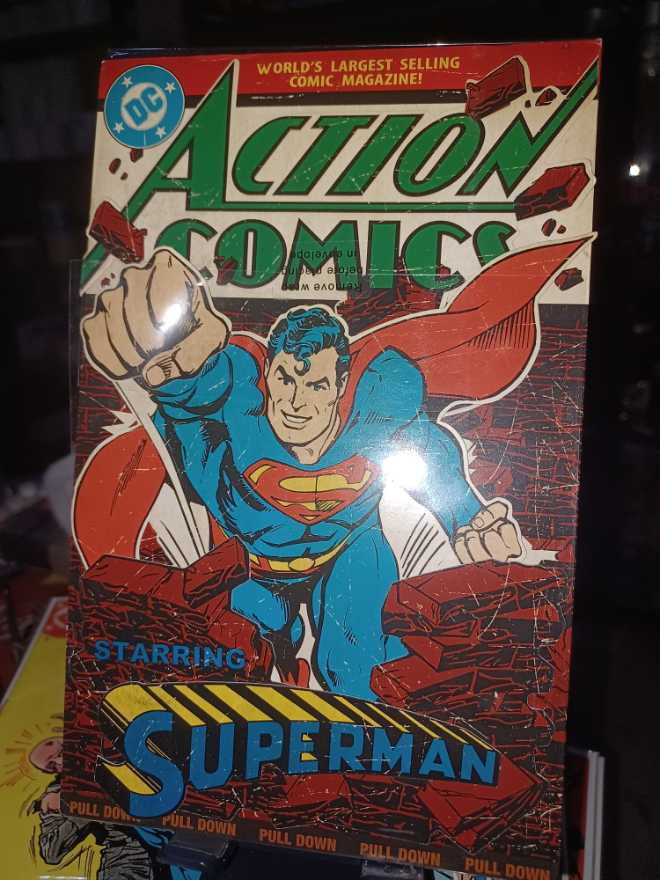 WORLD'S LARGEST SELLING
COMIC MAGAZINE!
DC
ACTION
COMICS
Remove wrap
before placing
in envelope
S
STARRING
SUPERMAN
PULL DOWN PULL DOWN PULL DOWN PULL DOWN PULL DOWN